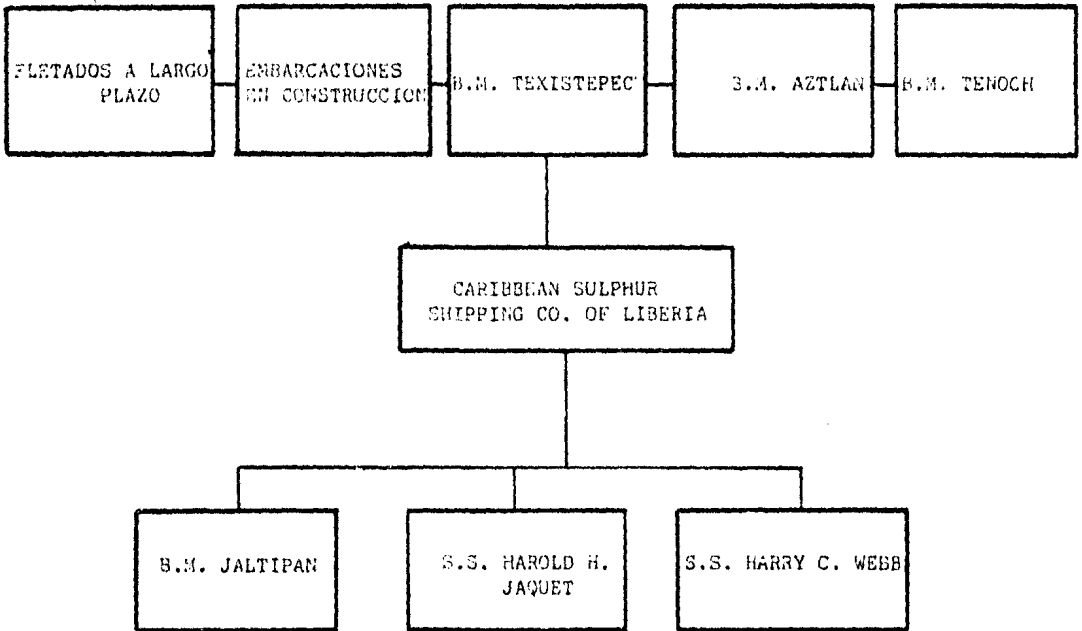 FLETADOS A LARGO
PLAZO
EMBARCACIONES
EN CONSTRUCCION
B.M. TEXISTEPEC
B.M. AZTLAN
B.M. TENOCH
CARIBBEAN SULPHUR
SHIPPING CO. OF LIBERIA
B.M. JALTIPAN
S.S. HAROLD H.
JAQUET
S.S. HARRY C. WEBB